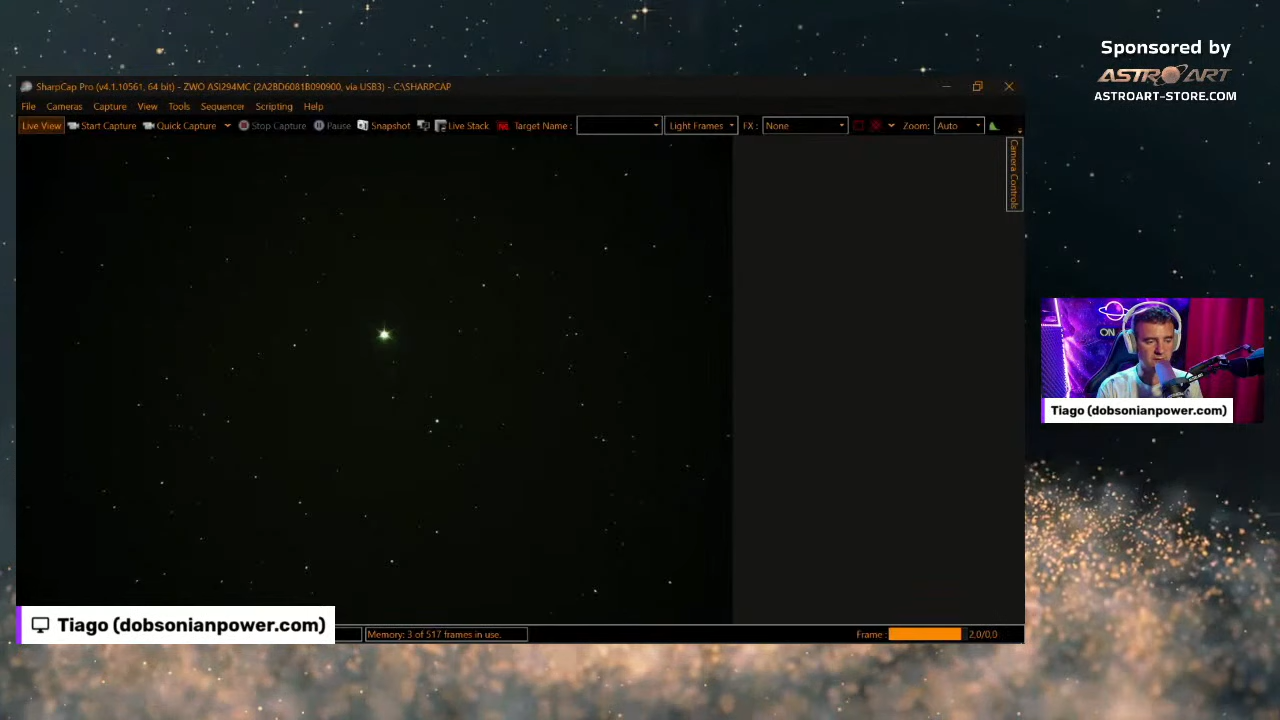 Sponsored by
ASTROART
ASTROART-STORE.COM
SharpCap Pro (v4.1.10561, 64 bit) - ZWO ASI294MC (2A2BD6081B090900, via USB3) - C:\SHARPCAP
File Cameras Capture View Tools Sequencer Scripting Help
Live View Start Capture Quick Capture Stop Capture Pause Snapshot Live Stack Target Name : Light Frames FX : None Zoom: Auto
Camera Controls
ON
Tiago (dobsonianpower.com)
Tiago (dobsonianpower.com)
Memory: 3 of 517 frames in use. Frame : 2,0/0,0